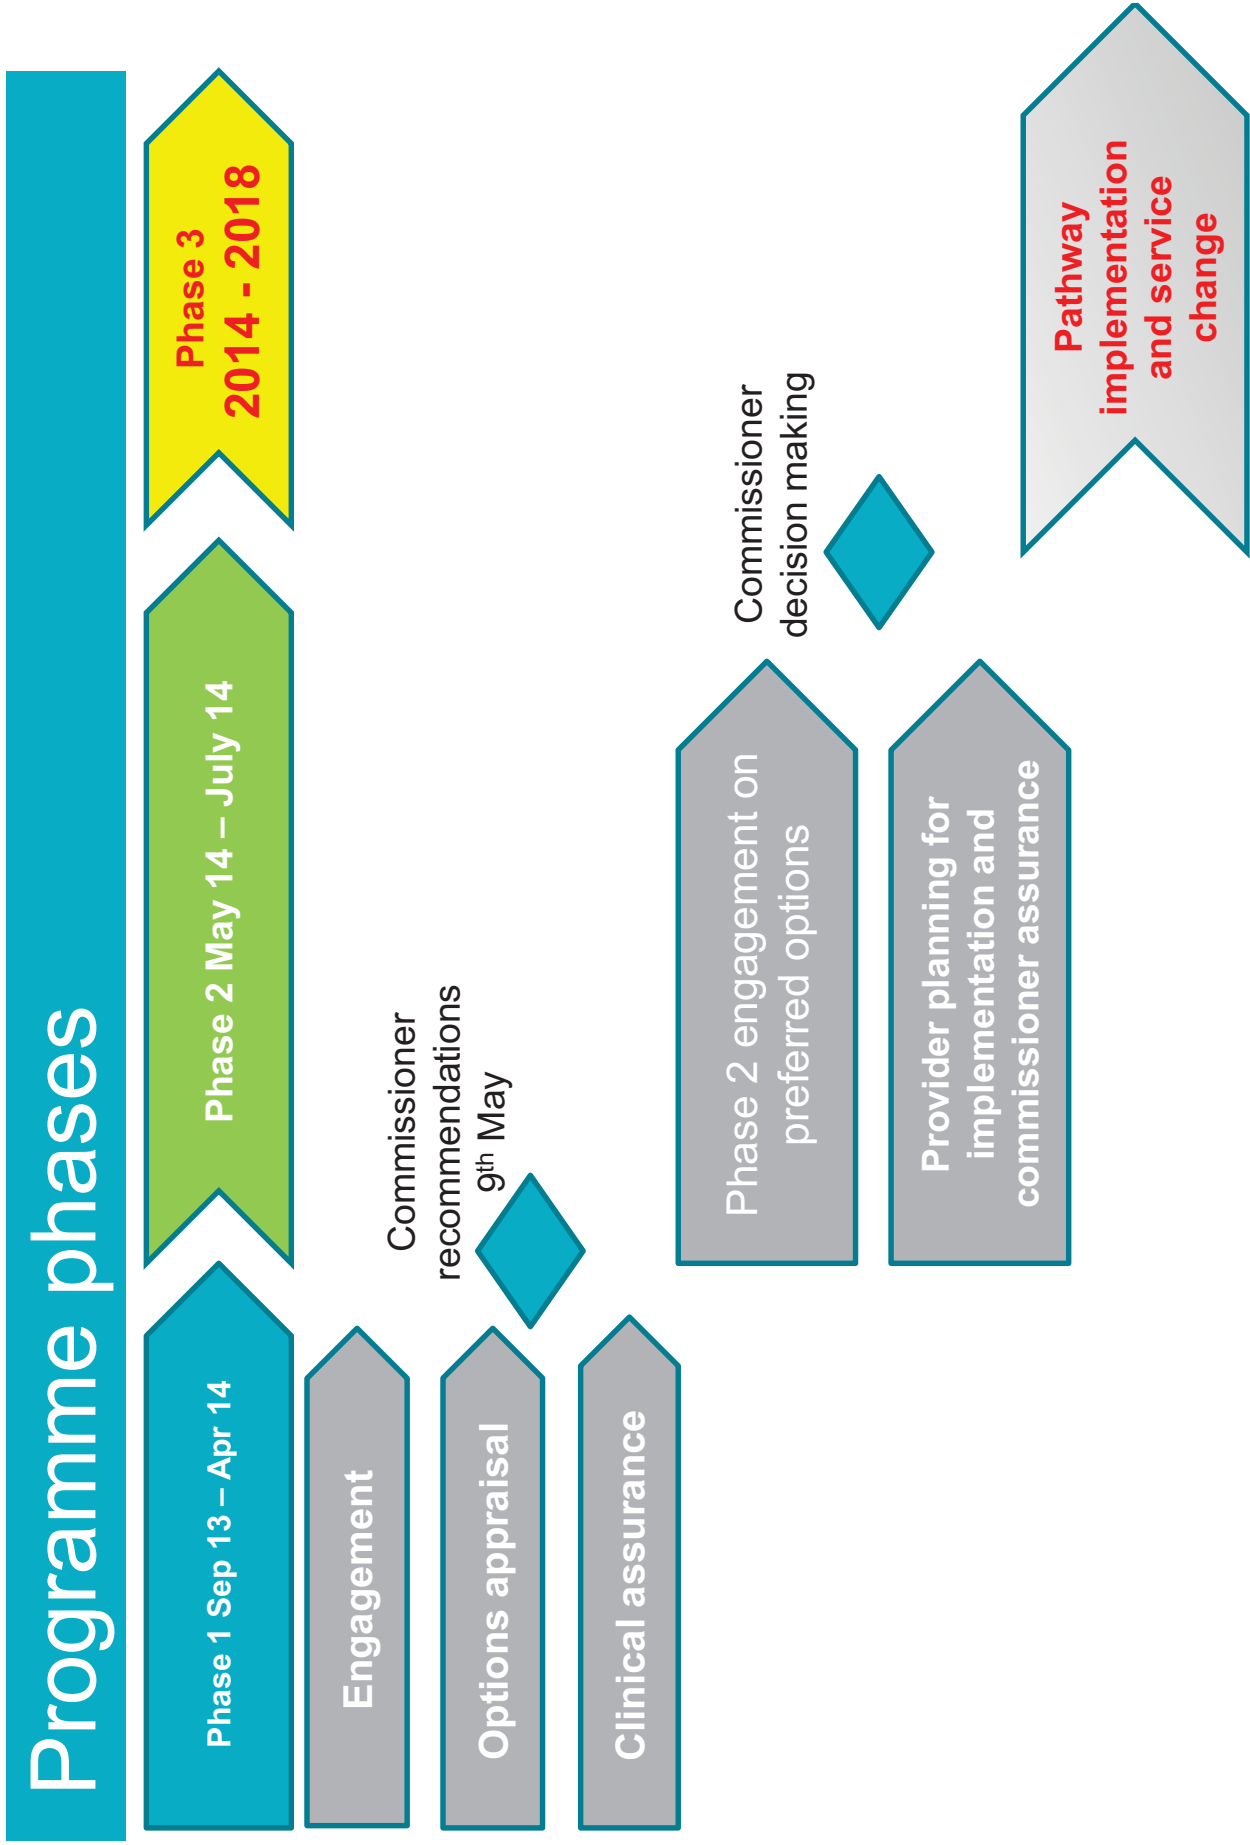 Programme phases
Phase 1 Sep 13 – Apr 14
Phase 2 May 14 – July 14
Phase 3
2014 - 2018
Engagement
Options appraisal
Clinical assurance
Commissioner
recommendations
9th May
Phase 2 engagement on
preferred options
Provider planning for
implementation and
commissioner assurance
Commissioner
decision making
Pathway
implementation
and service
change